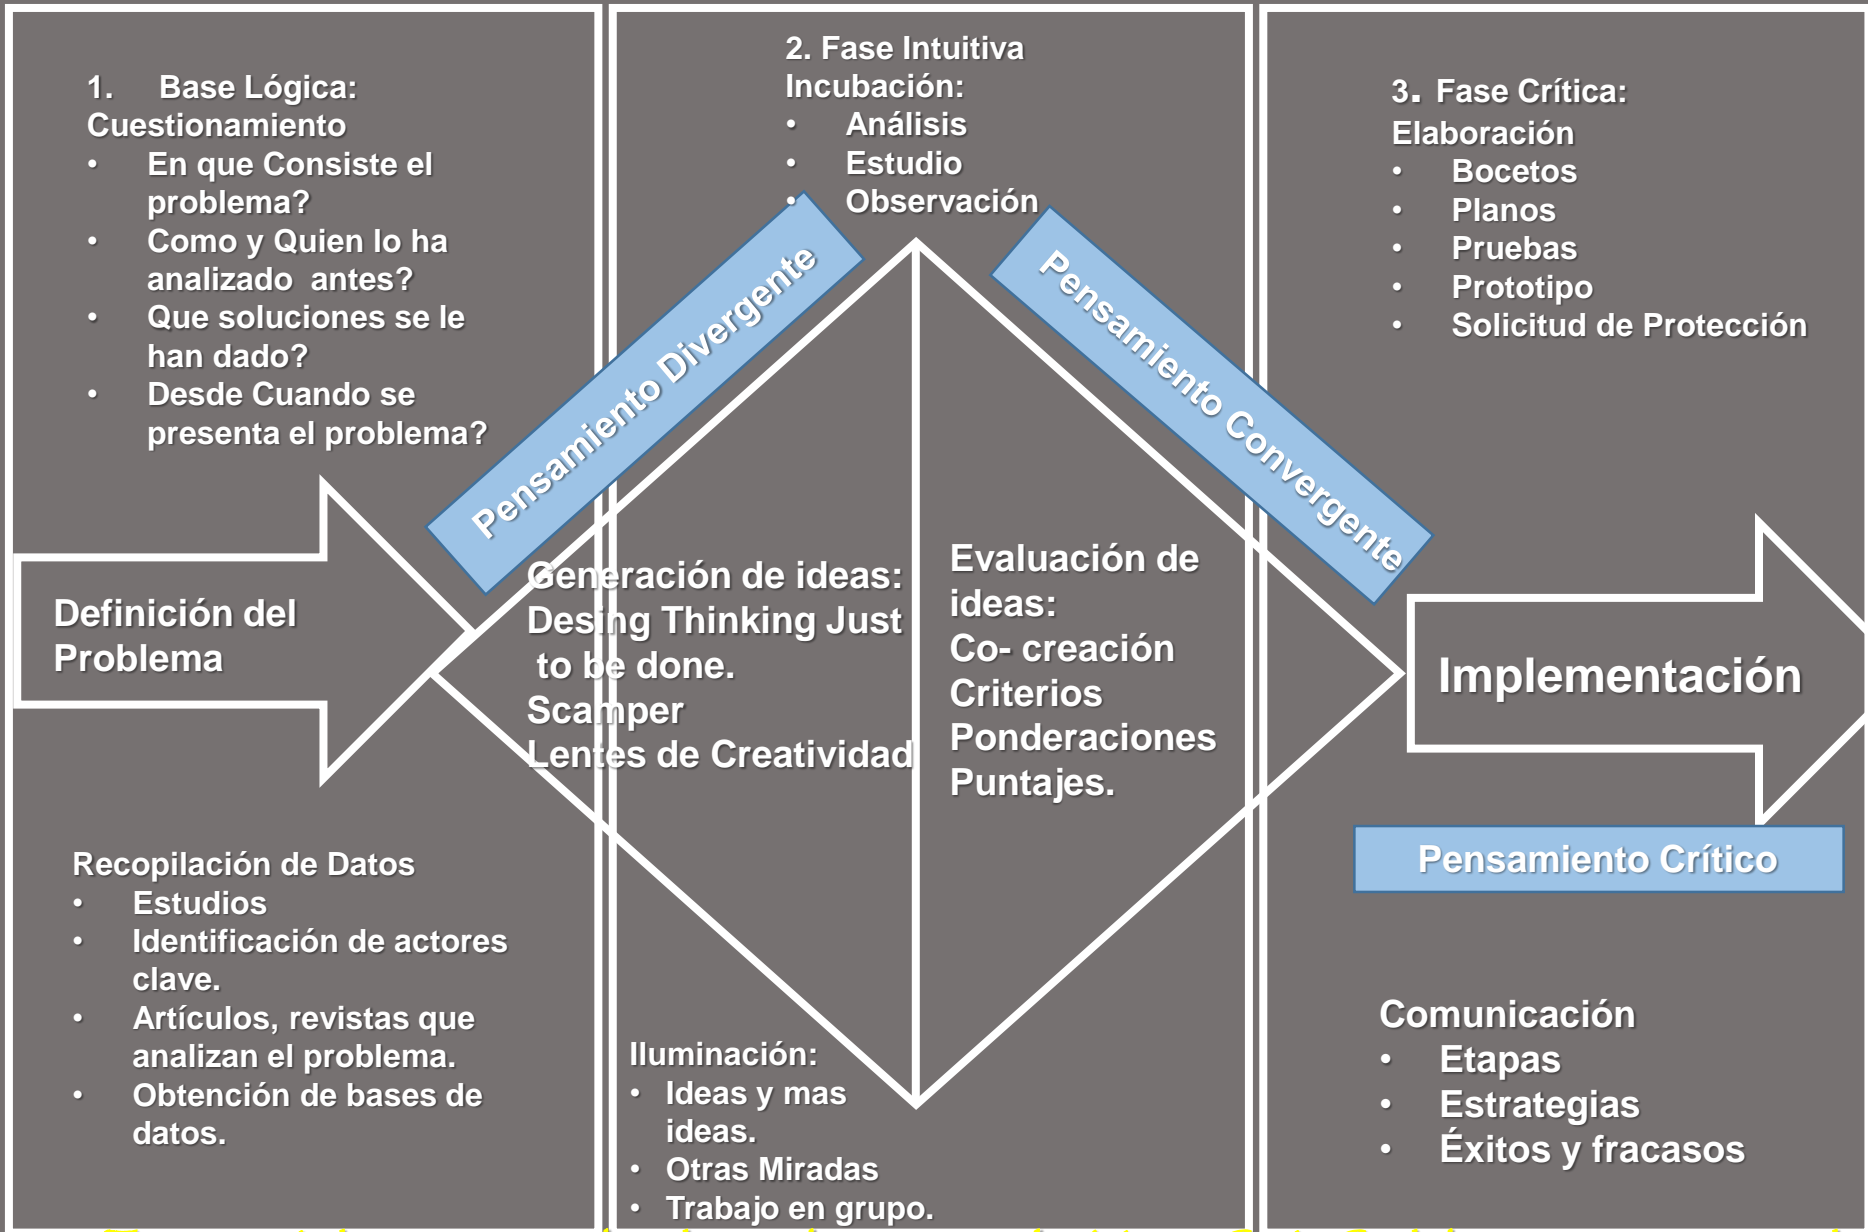 1. Base Lógica:
Cuestionamiento
• En que Consiste el
problema?
• Como y Quien lo ha
analizado antes?
• Que soluciones se le
han dado?
• Desde Cuando se
presenta el problema?
Definición del
Problema
Recopilación de Datos
• Estudios
• Identificación de actores
clave.
• Artículos, revistas que
analizan el problema.
• Obtención de bases de
datos.
2. Fase Intuitiva
Incubación:
• Análisis
• Estudio
• Observación
Pensamiento Divergente
Pensamiento Convergente
Generación de ideas:
Desing Thinking Just
to be done.
Scamper
Lentes de Creatividad
Evaluación de
ideas:
Co- creación
Criterios
Ponderaciones
Puntajes.
Iluminación:
• Ideas y mas
ideas.
• Otras Miradas
• Trabajo en grupo.
3. Fase Crítica:
Elaboración
• Bocetos
• Planos
• Pruebas
• Prototipo
• Solicitud de Protección
Implementación
Pensamiento Crítico
Comunicación
• Etapas
• Estrategias
• Éxitos y fracasos